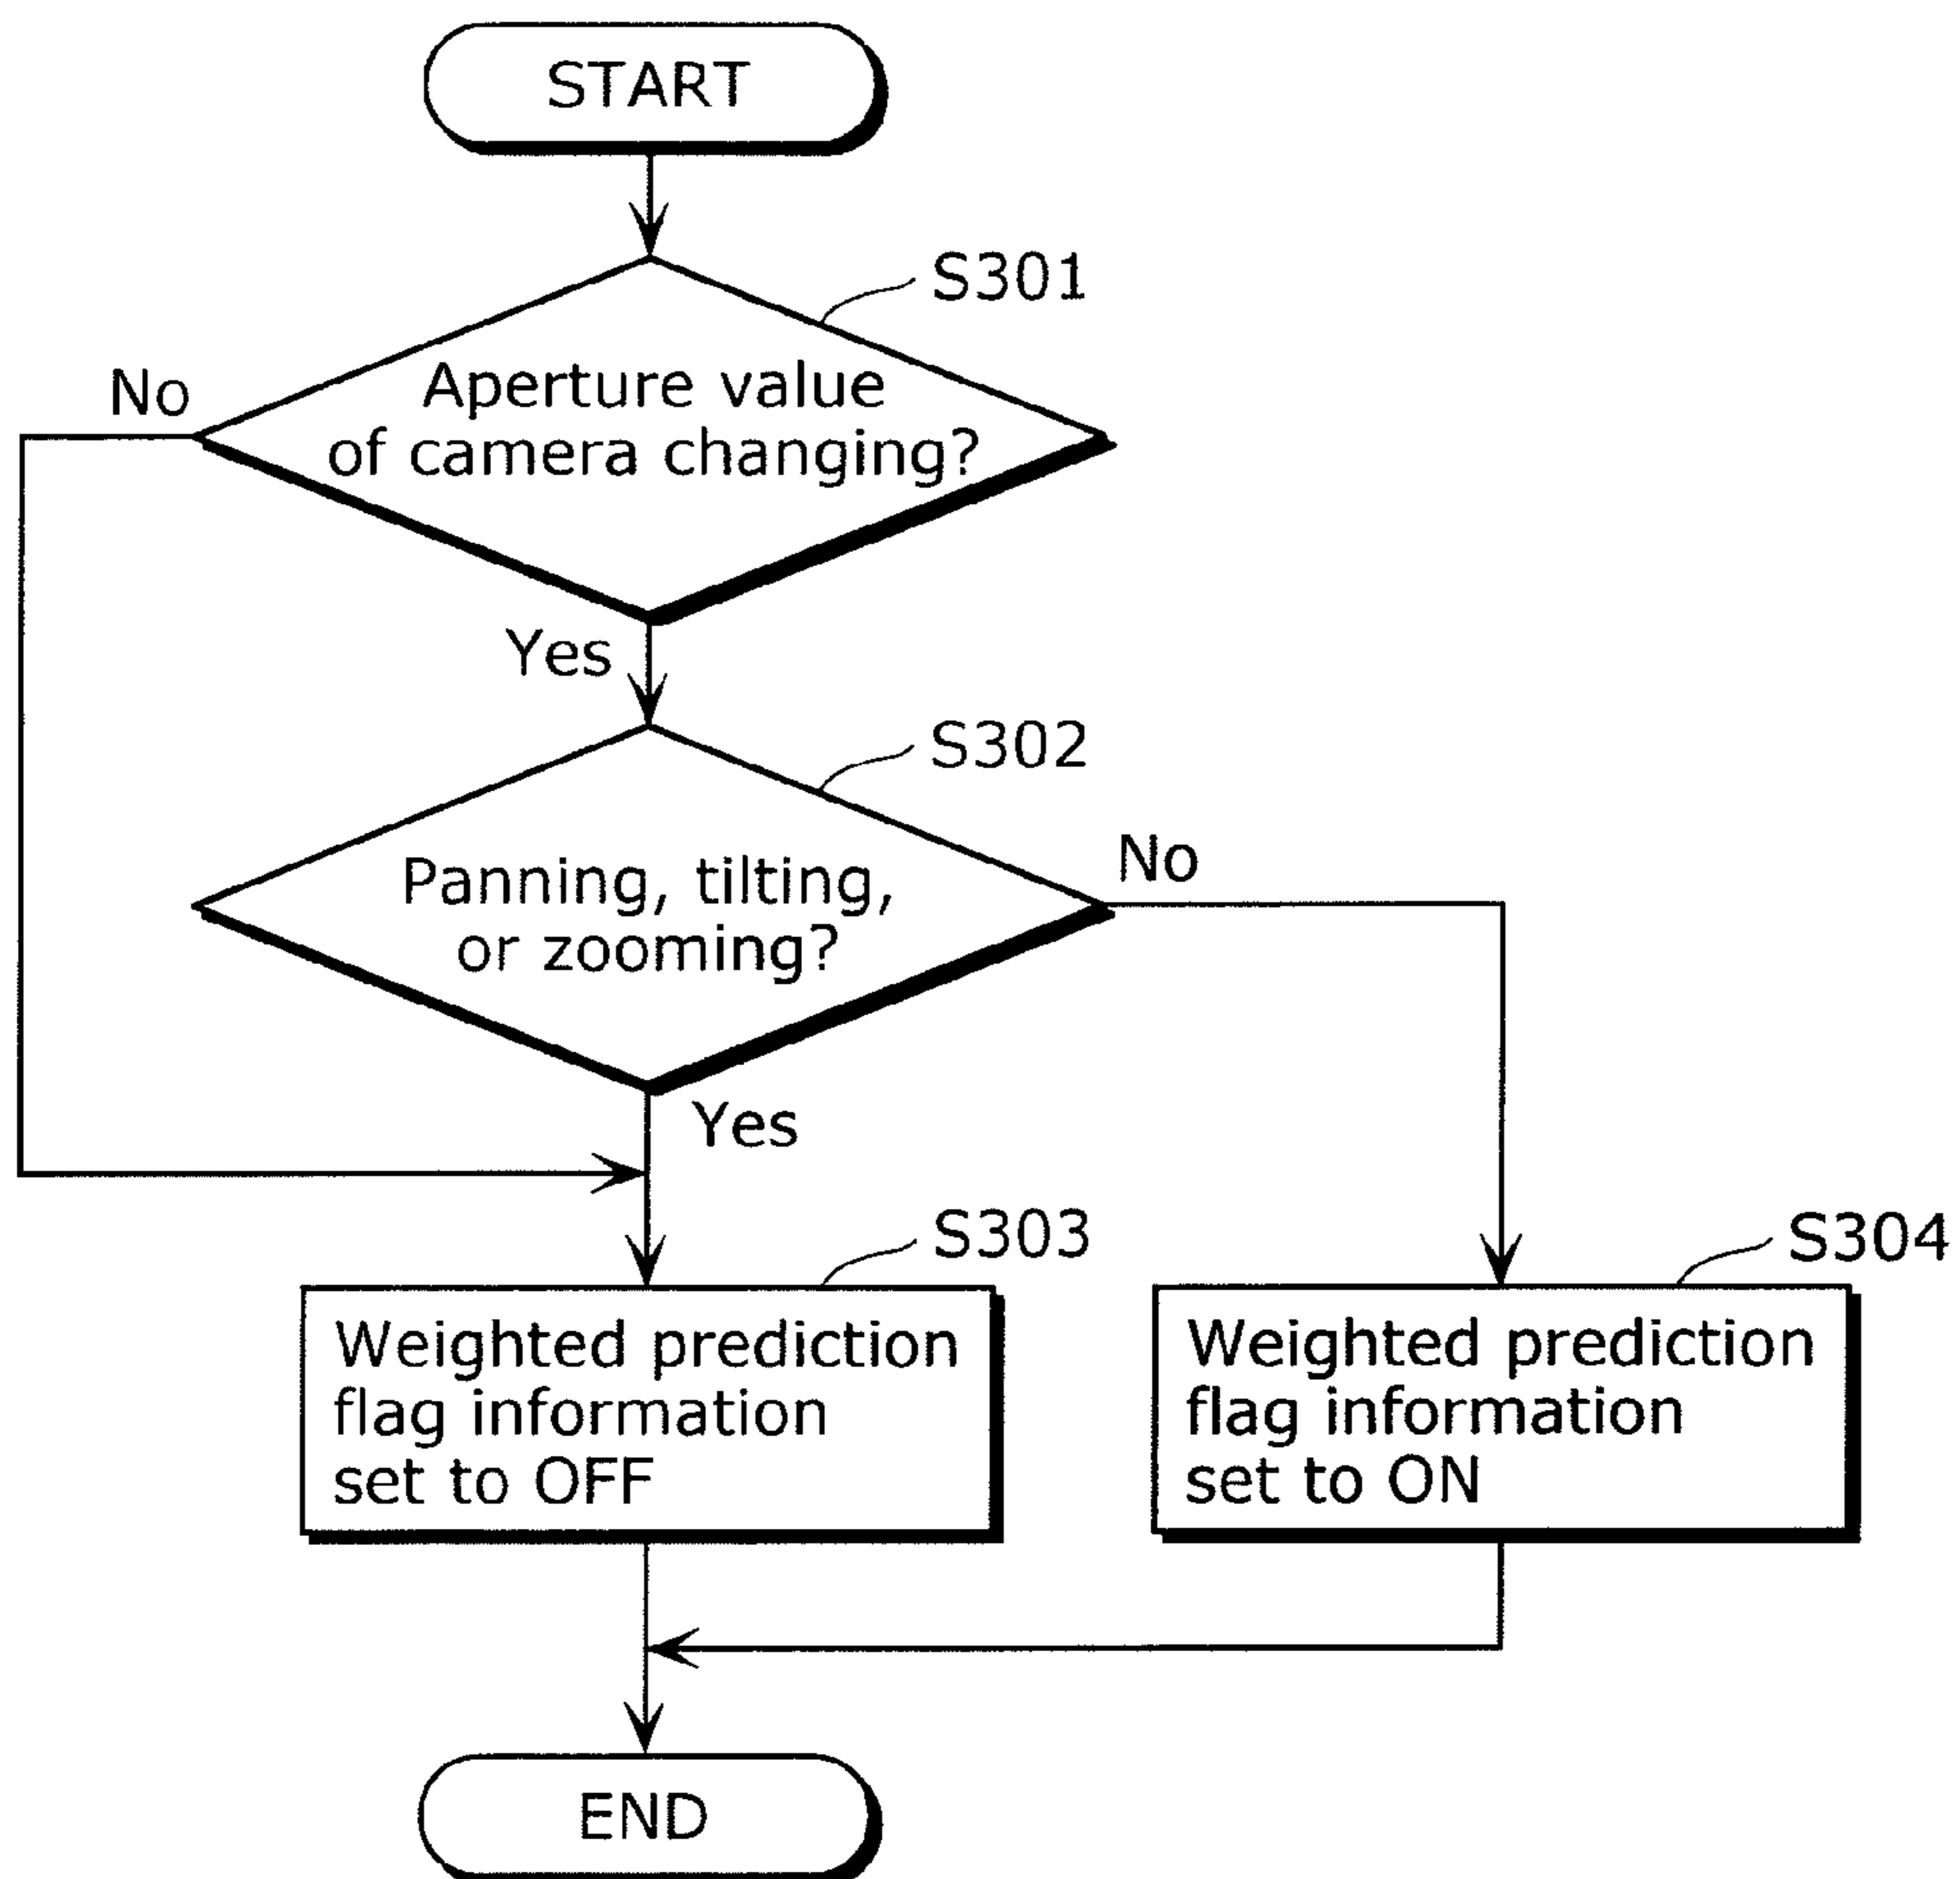 START
S301
No
Aperture value
of camera changing?
Yes
S302
No
Panning, tilting,
or zooming?
Yes
S303
S304
Weighted prediction
flag information
set to OFF
Weighted prediction
flag information
set to ON
END